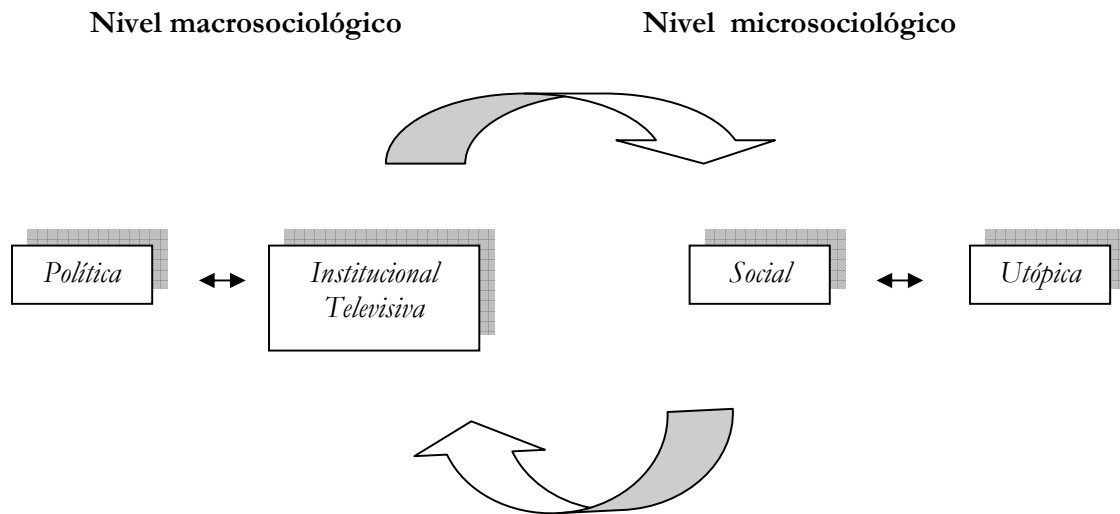 Nivel macrosociológico
Nivel microsociológico
Política
Institucional
Televisiva
Social
Utópica